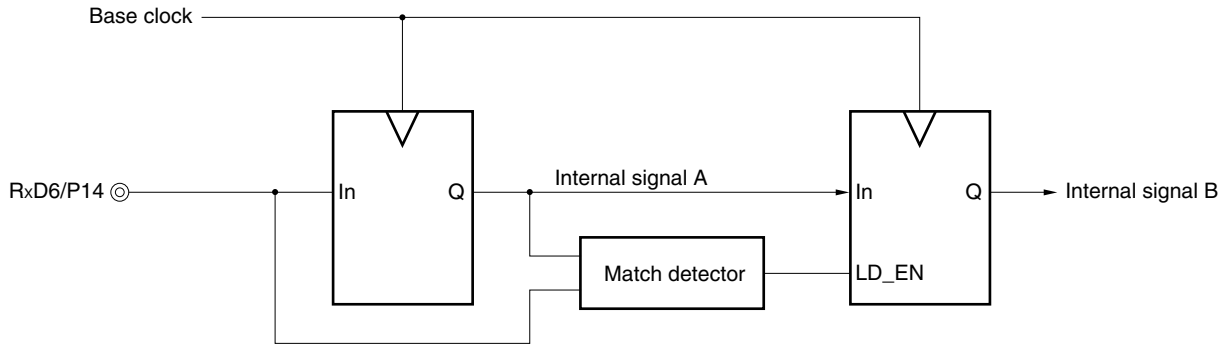 Base clock
RxD6/P14
In
Q
Internal signal A
In
Q
Internal signal B
Match detector
LD_EN